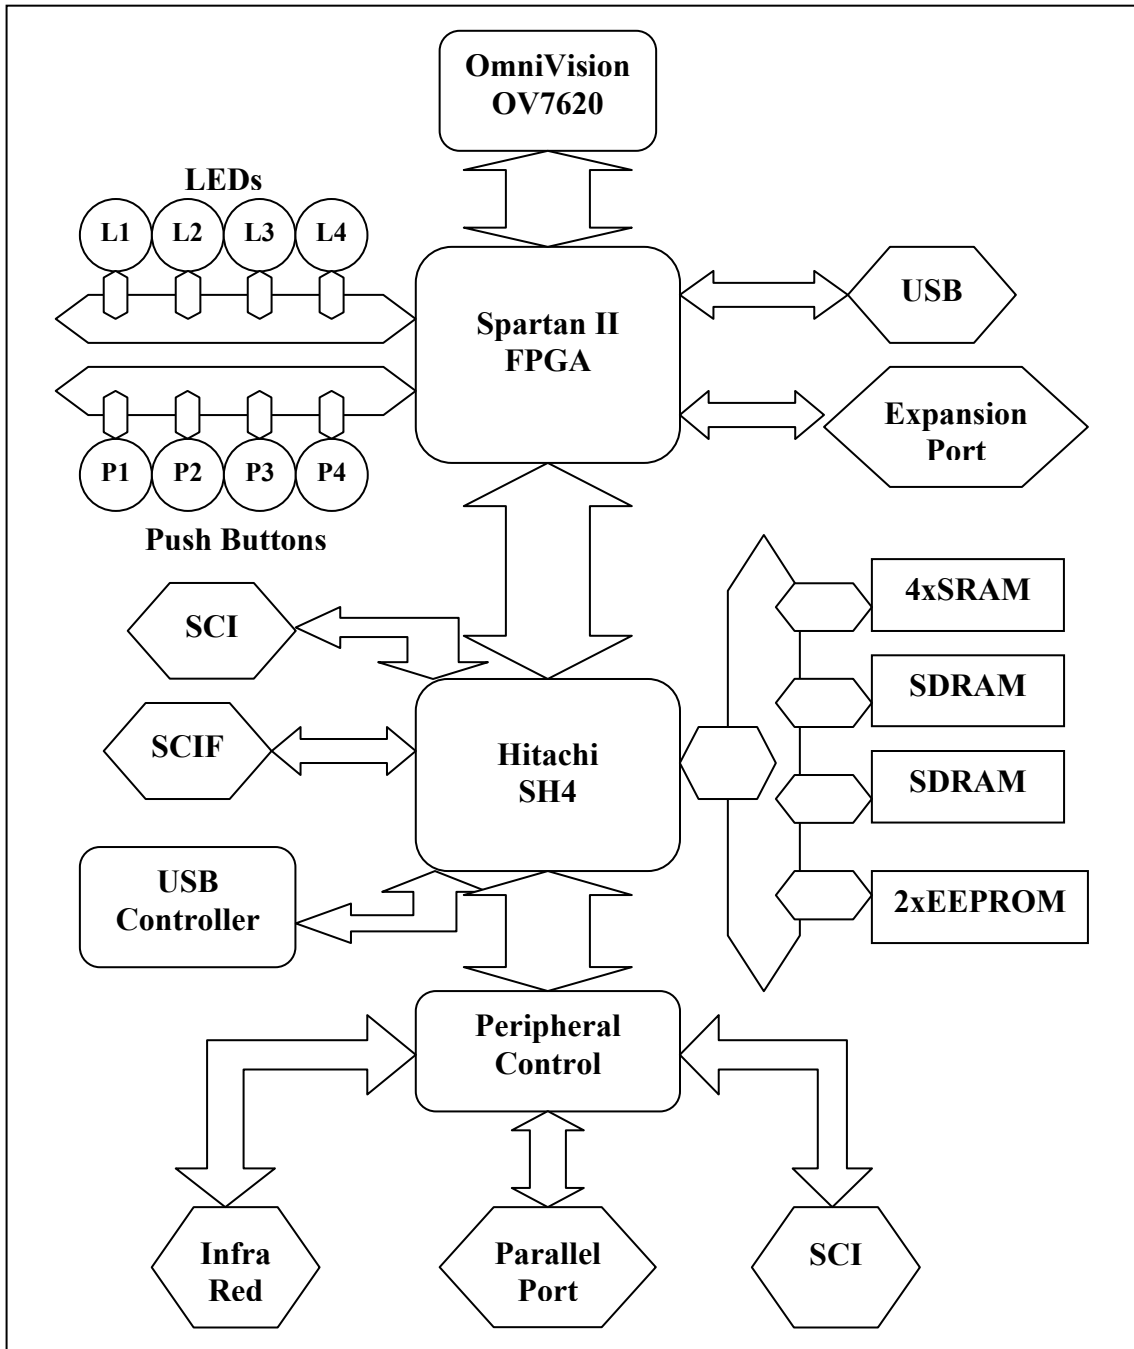 OmniVision
OV7620
LEDs
L1 L2 L3 L4
USB
Spartan II
FPGA
Expansion
Port
P1 P2 P3 P4
Push Buttons
4xSRAM
SCI
SDRAM
SCIF
Hitachi
SH4
SDRAM
USB
Controller
2xEEPROM
Peripheral
Control
Infra
Red
Parallel
Port
SCI